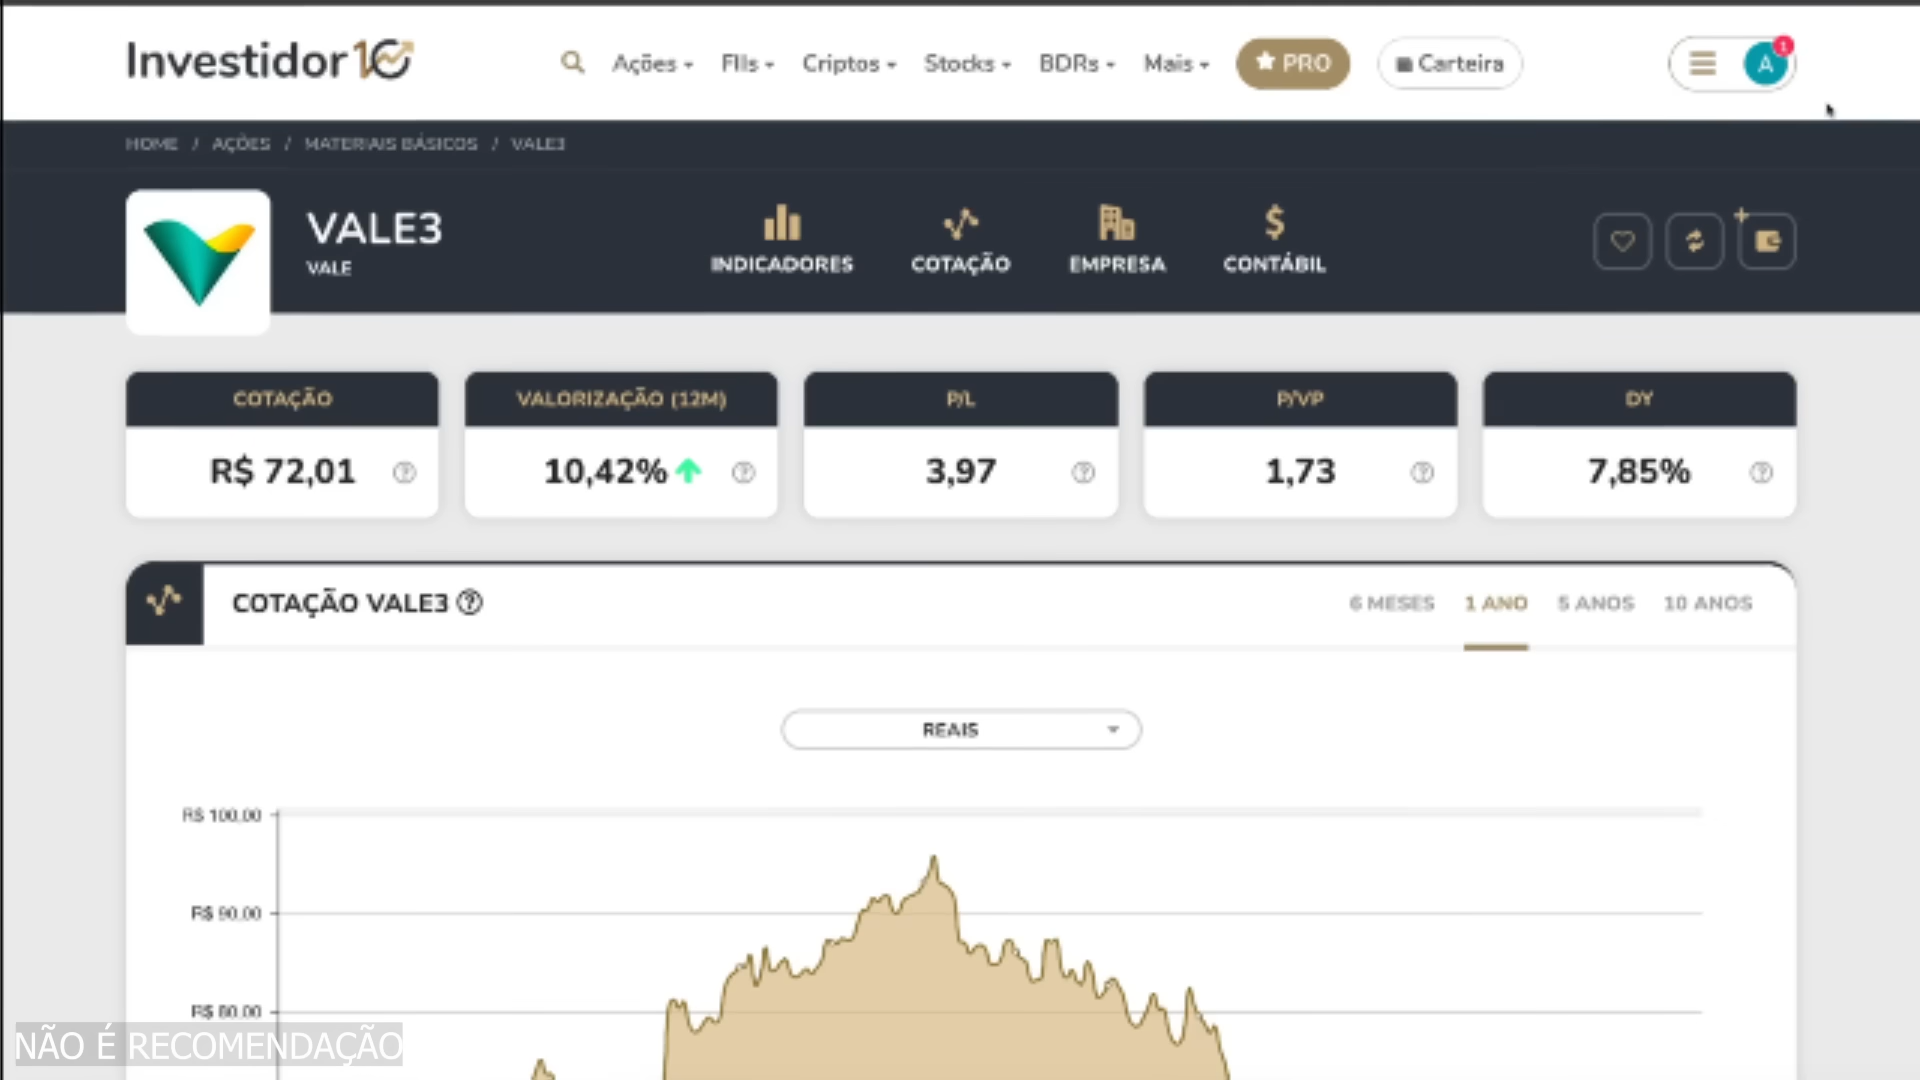 Investidor10
Ações
FIIs
Criptos
Stocks
BDRs
Mais
PRO
Carteira
A
1
HOME / AÇÕES / MATERIAIS BÁSICOS / VALE3
VALE3
VALE
INDICADORES
COTAÇÃO
EMPRESA
CONTÁBIL
COTAÇÃO
R$ 72,01
VALORIZAÇÃO (12M)
10,42%
P/L
3,97
P/VP
1,73
DY
7,85%
COTAÇÃO VALE3
6 MESES
1 ANO
5 ANOS
10 ANOS
REAIS
R$ 100,00
R$ 90,00
R$ 80,00
NÃO É RECOMENDAÇÃO